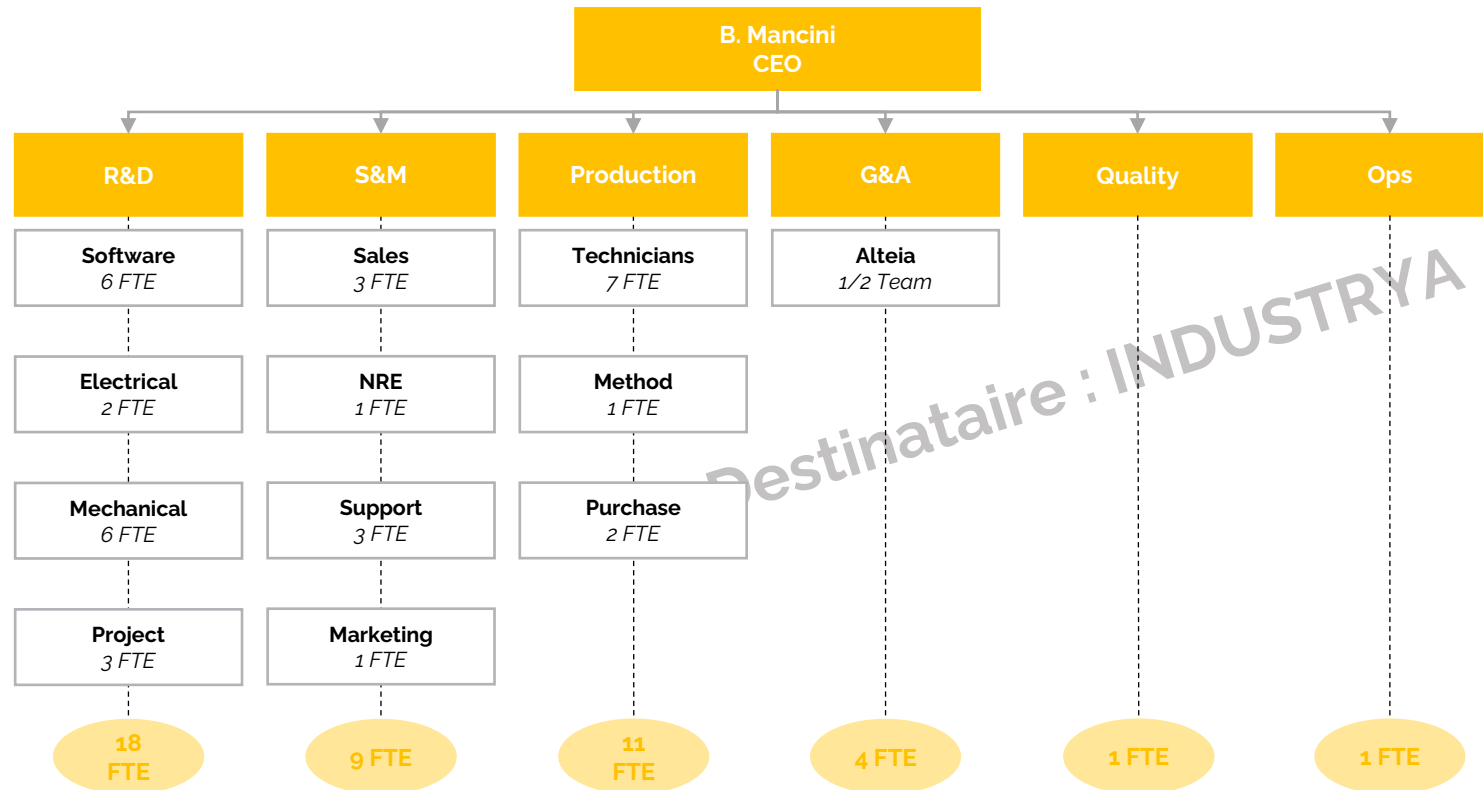 B. Mancini
CEO
R&D
S&M
Production
G&A
Quality
Ops
Software
6 FTE
Sales
3 FTE
Technicians
7 FTE
Alteia
1/2 Team
Electrical
2 FTE
NRE
1 FTE
Method
1 FTE
Destinataire : INDUSTRYA
Mechanical
6 FTE
Support
3 FTE
Purchase
2 FTE
Project
3 FTE
Marketing
1 FTE
18
FTE
9 FTE
11
FTE
4 FTE
1 FTE
1 FTE